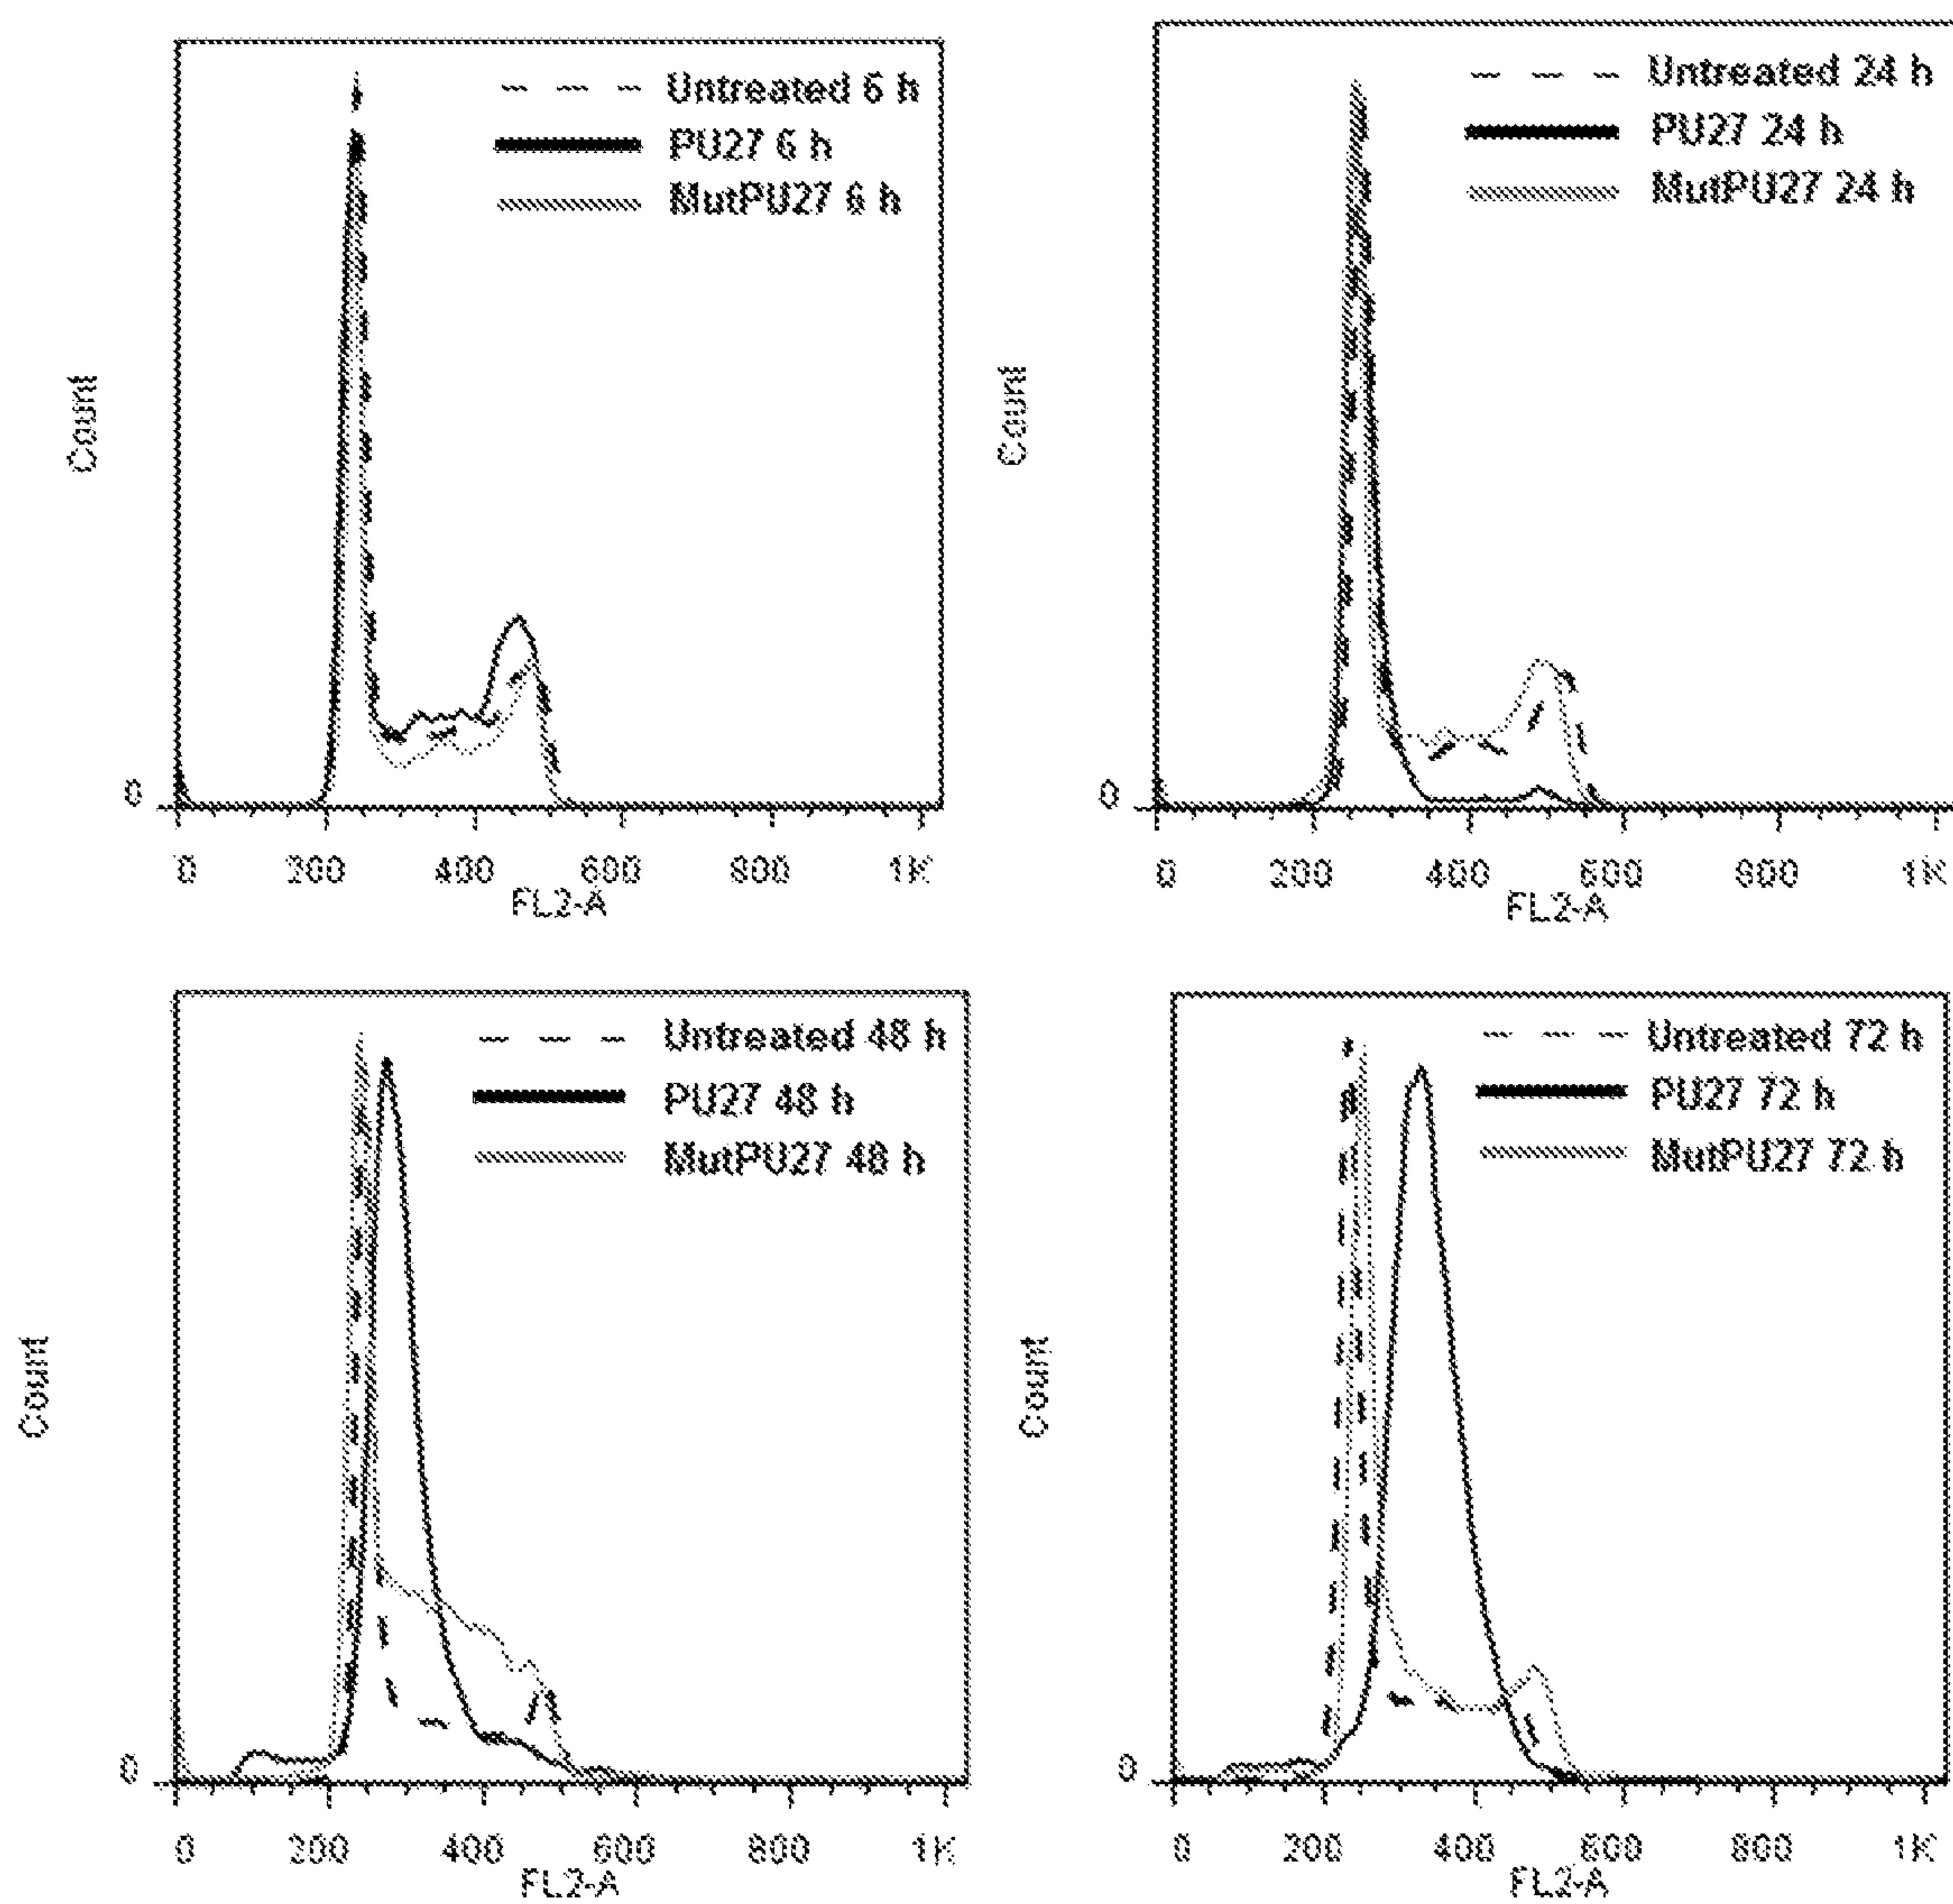 Untreated 6 h
PU27 6 h
MutPU27 6 h
Count
0
0 200 400 600 800 1K
FL2-A
Untreated 24 h
PU27 24 h
MutPU27 24 h
Count
0
0 200 400 600 800 1K
FL2-A
Untreated 48 h
PU27 48 h
MutPU27 48 h
Count
0
0 200 400 600 800 1K
FL2-A
Untreated 72 h
PU27 72 h
MutPU27 72 h
Count
0
0 200 400 600 800 1K
FL2-A